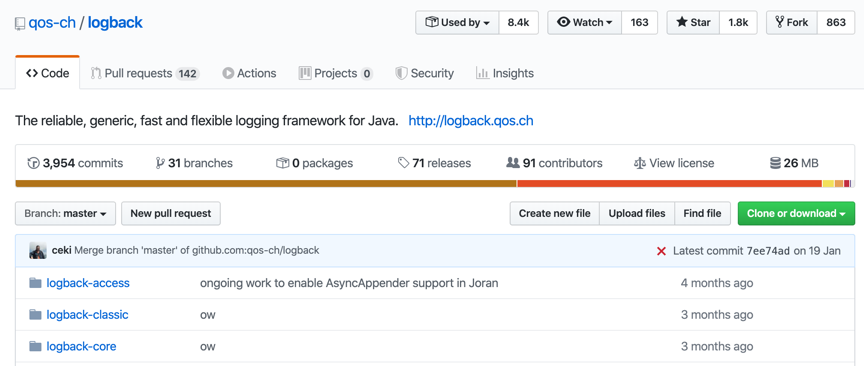 qos-ch / logback Used by 8.4k Watch 163 Star 1.8k Fork 863
Code Pull requests 142 Actions Projects 0 Security Insights
The reliable, generic, fast and flexible logging framework for Java. http://logback.qos.ch
3,954 commits 31 branches 0 packages 71 releases 91 contributors View license 26 MB
Branch: master New pull request Create new file Upload files Find file Clone or download
ceki Merge branch 'master' of github.com:qos-ch/logback Latest commit 7ee74ad on 19 Jan
logback-access ongoing work to enable AsyncAppender support in Joran 4 months ago
logback-classic ow 3 months ago
logback-core ow 3 months ago